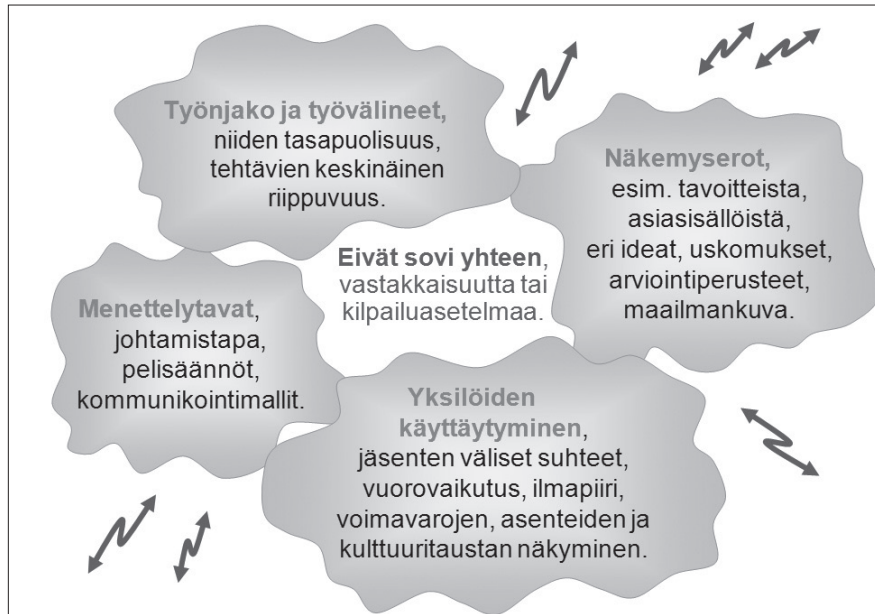 Työnjako ja työvälineet,
niiden tasapuolisuus,
tehtävien keskinäinen
riippuvuus.
Näkemyserot,
esim. tavoitteista,
asiasisällöistä,
eri ideat, uskomukset,
arviointiperusteet,
maailmankuva.
Eivät sovi yhteen,
vastakkaisuutta tai
kilpailuasetelmaa.
Menettelytavat,
johtamistapa,
pelisäännöt,
kommunikointimallit.
Yksilöiden
käyttäytyminen,
jäsenten väliset suhteet,
vuorovaikutus, ilmapiiri,
voimavarojen, asenteiden ja
kulttuuritaustan näkyminen.